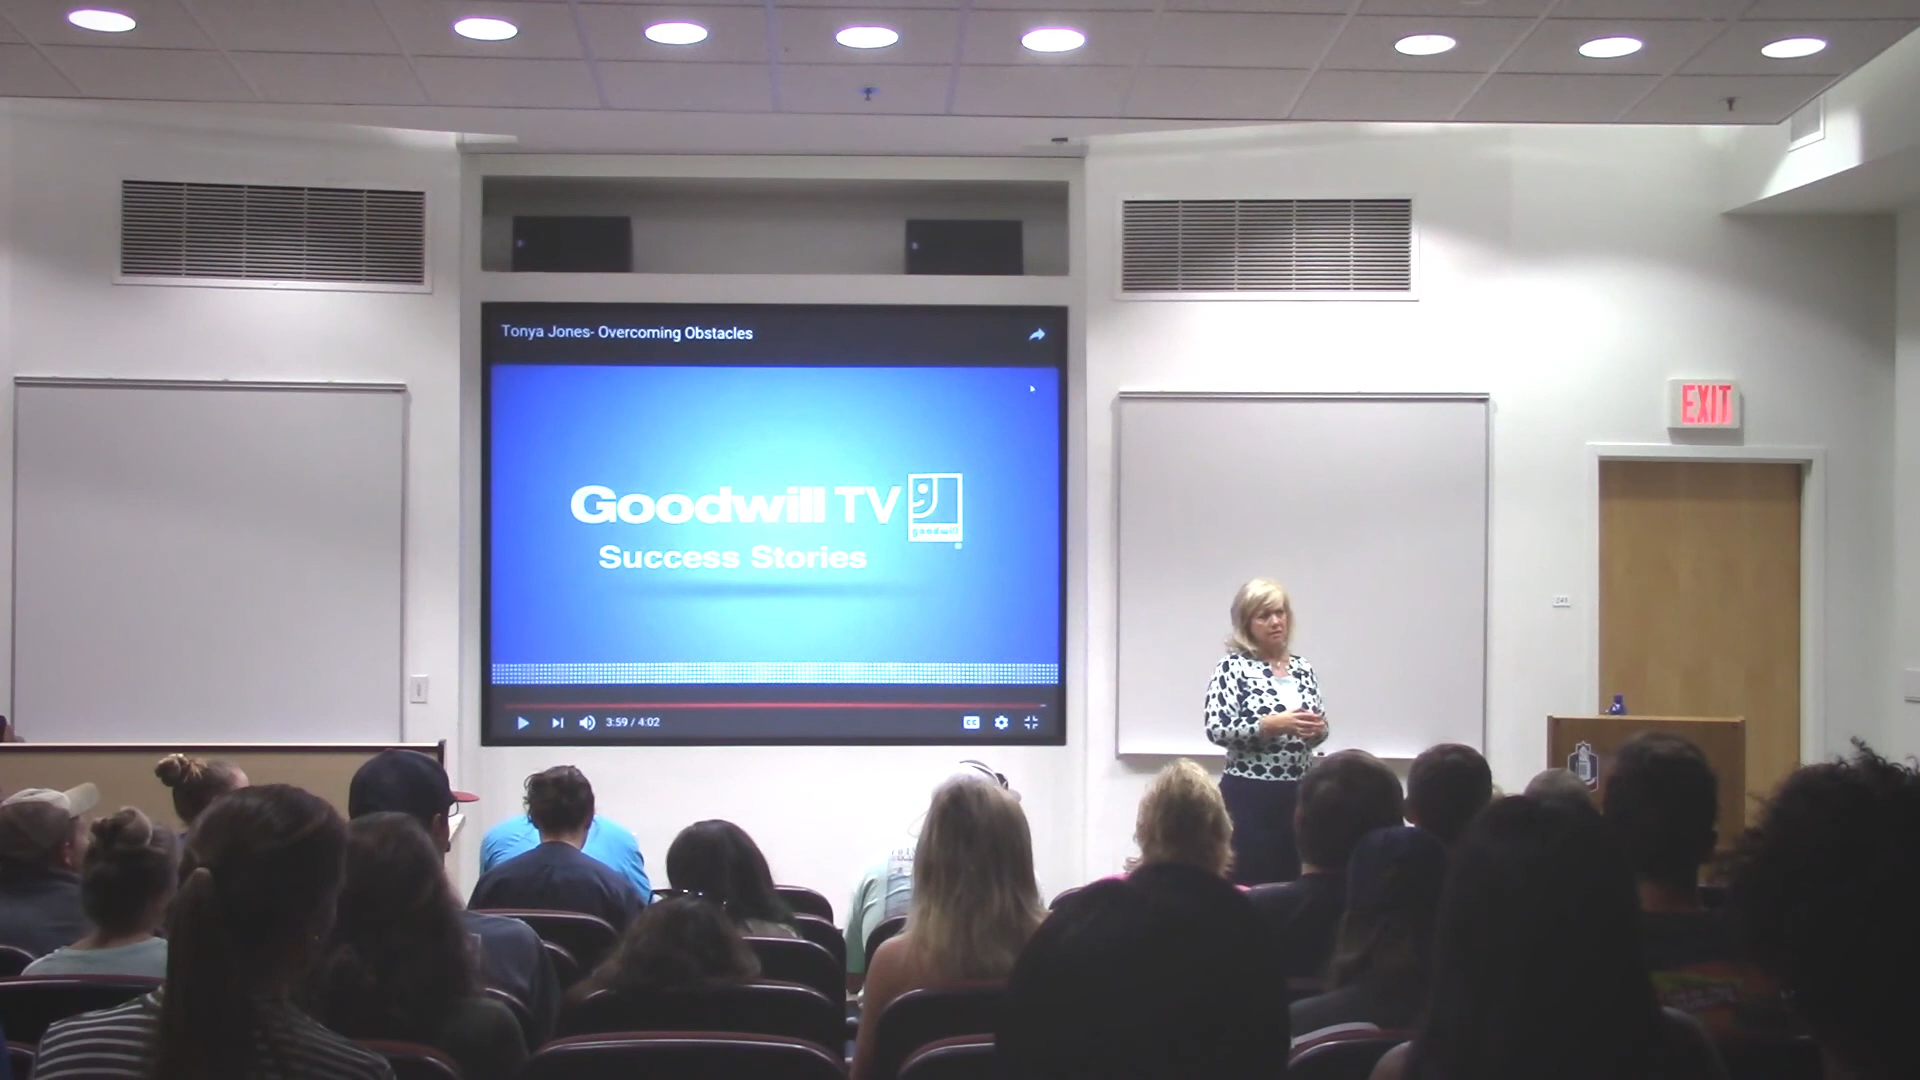 Tonya Jones- Overcoming Obstacles
Goodwill TV
goodwill
Success Stories
3:59 / 4:02
CC
EXIT